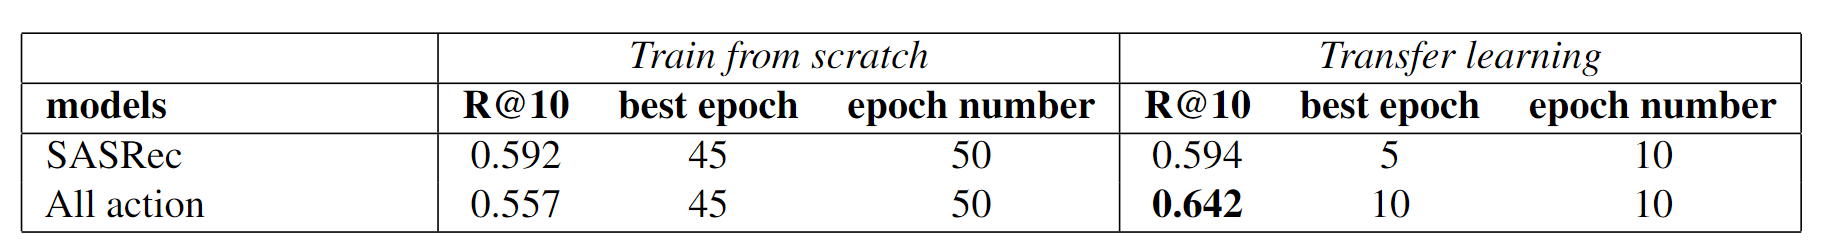 Train from scratch Transfer learning
models R@10 best epoch epoch number R@10 best epoch epoch number
SASRec 0.592 45 50 0.594 5 10
All action 0.557 45 50 0.642 10 10